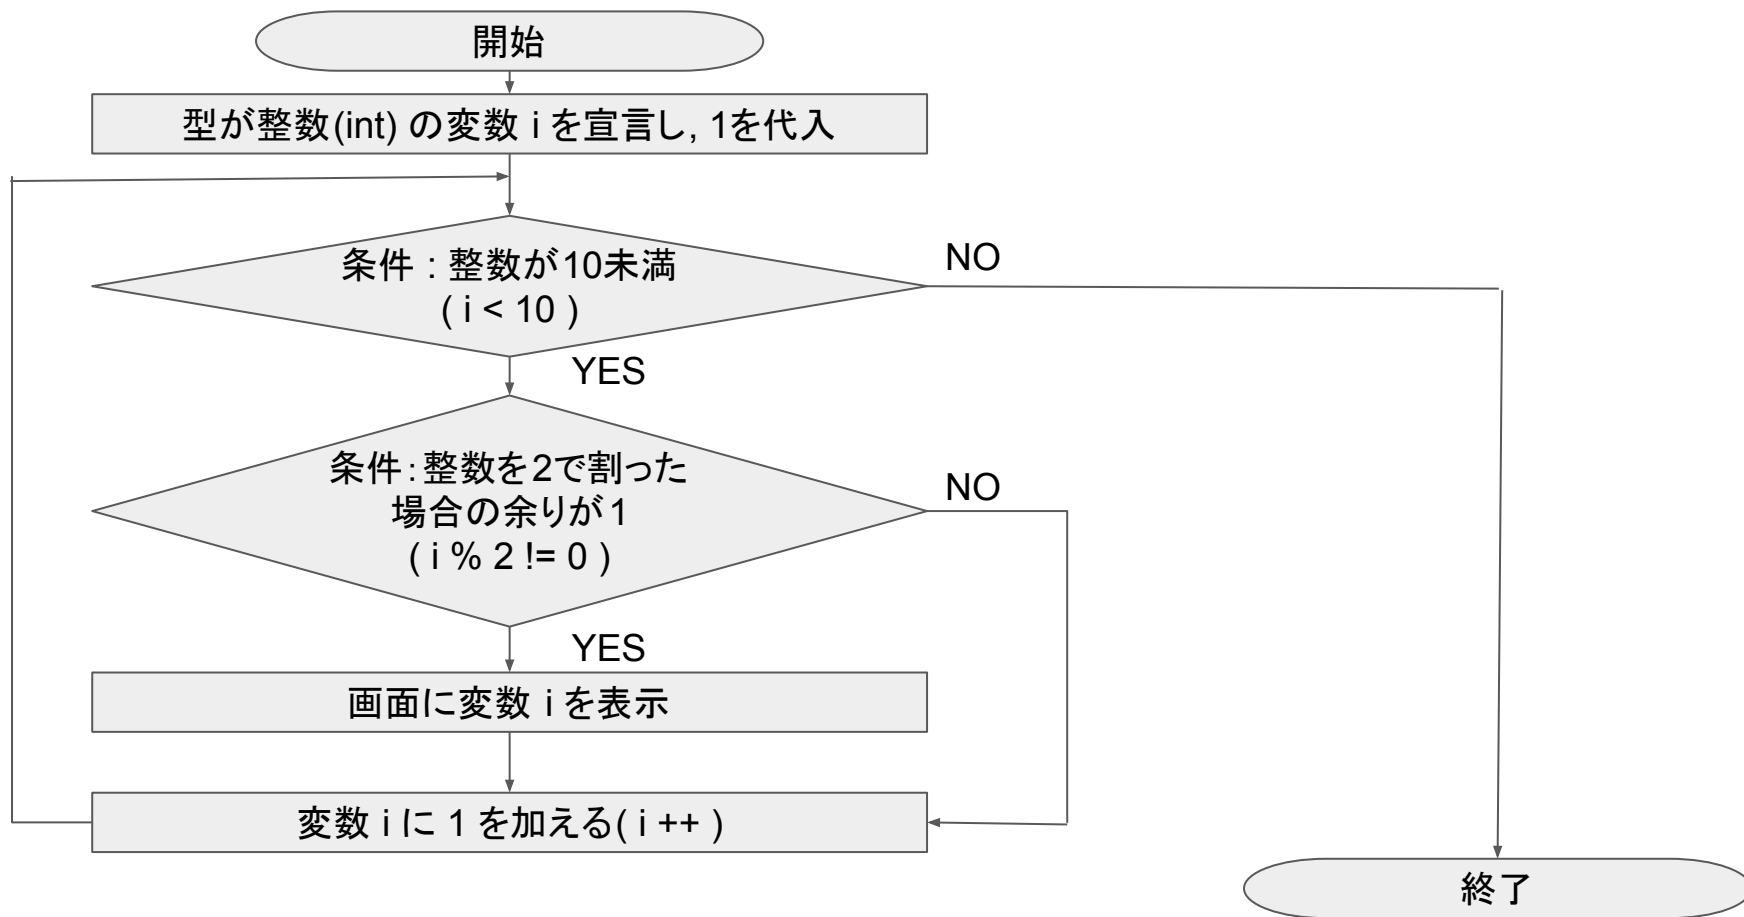 開始
型が整数(int) の変数 i を宣言し, 1を代入
条件 : 整数が10未満
( i < 10 )
NO
YES
条件 : 整数を2で割った
場合の余りが 1
( i % 2 != 0 )
NO
YES
画面に変数 i を表示
変数 i に 1 を加える( i ++ )
終了